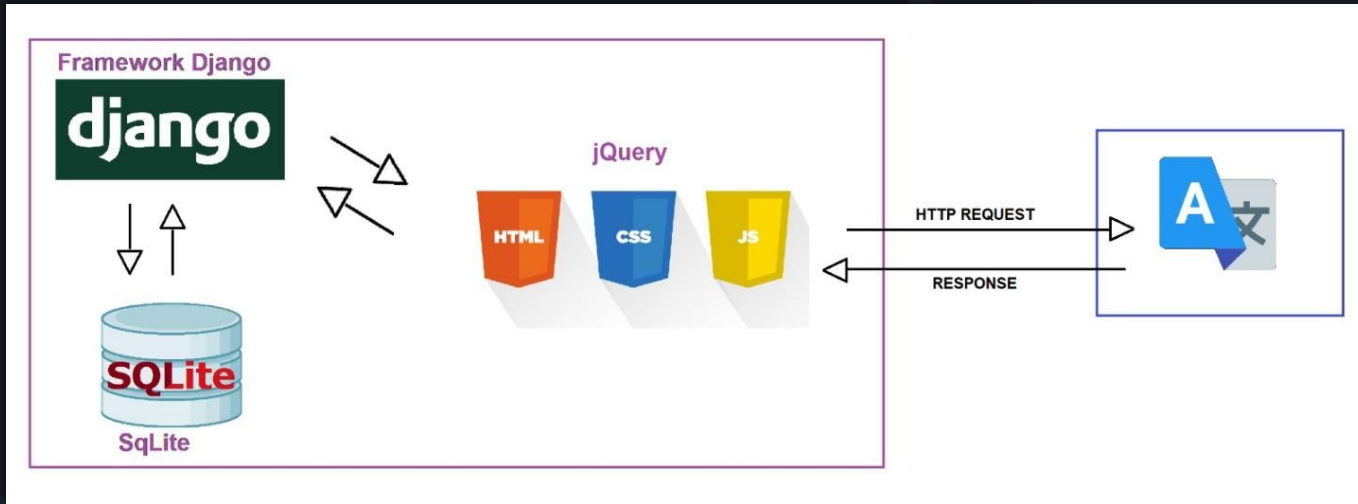 Framework Django
django
jQuery
HTML
CSS
JS
HTTP REQUEST
RESPONSE
A
文
SQLite
SqLite